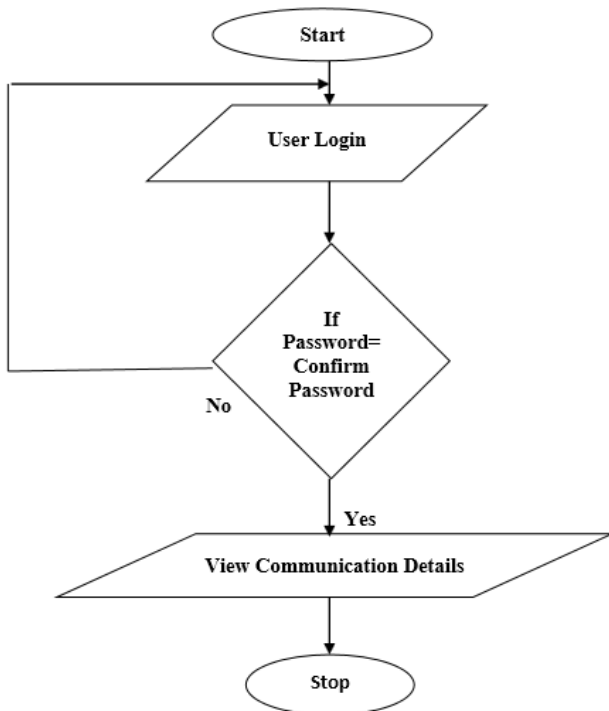 Start
User Login
If
Password=
Confirm
Password
No
Yes
View Communication Details
Stop